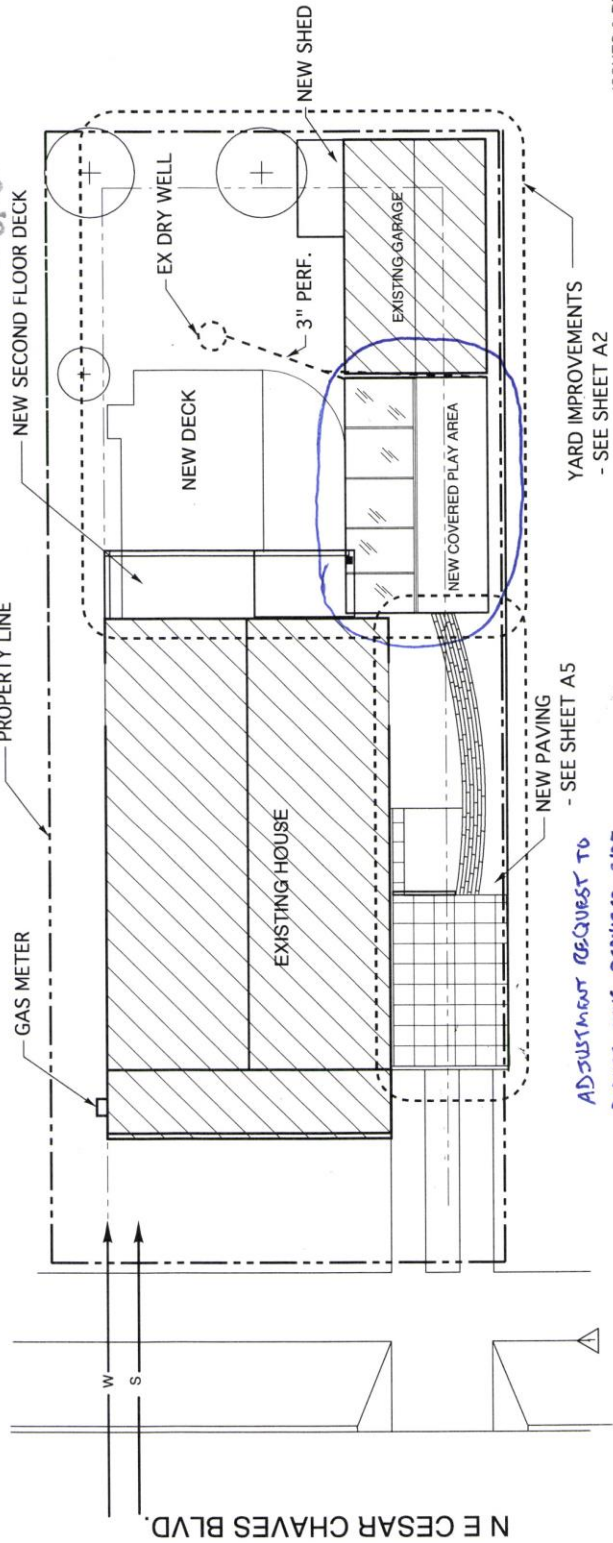 PROPERTY LINE
NEW SECOND FLOOR DECK
GAS METER
EX DRY WELL
NEW SHED
3" PERF.
NEW DECK
EXISTING GARAGE
EXISTING HOUSE
NEW COVERED PLAY AREA
W
S
NEW PAVING
- SEE SHEET A5
YARD IMPROVEMENTS
- SEE SHEET A2
ADJUSTMENT REQUEST TO
N E CESAR CHAVES BLVD.